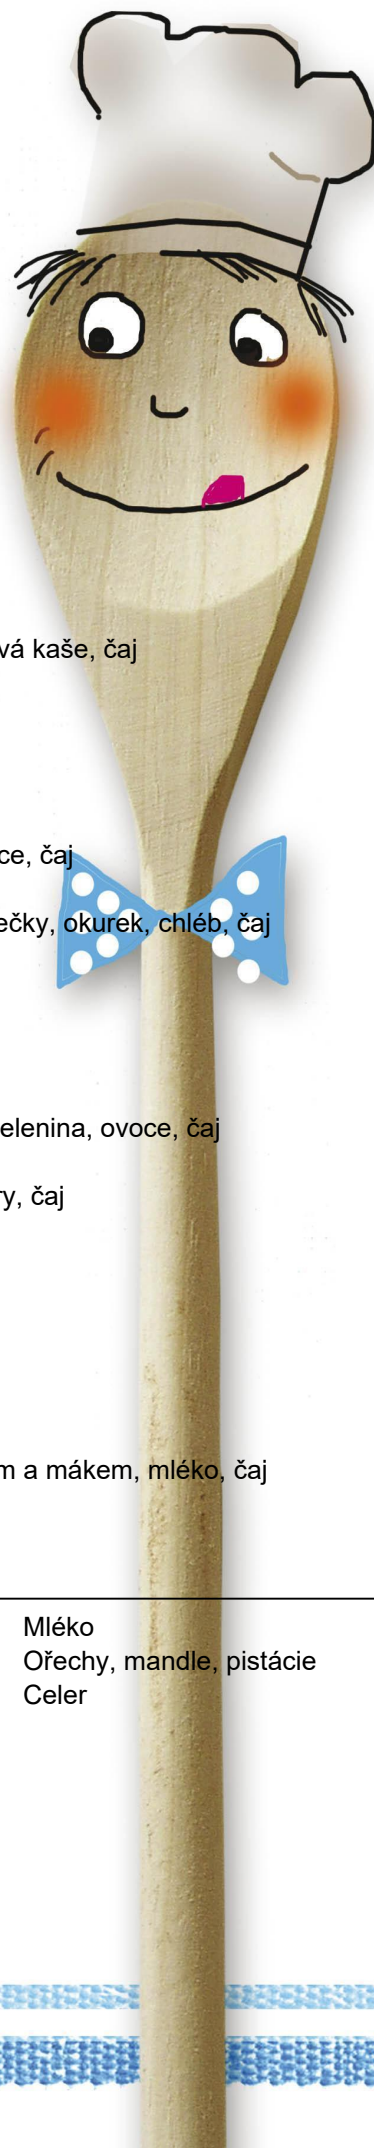 vá kaše, čaj
ce, čaj
ečky, okurek, chléb, čaj
elenina, ovoce, čaj
ry, čaj
m a mákem, mléko, čaj
Mléko
Ořechy, mandle, pistácie
Celer